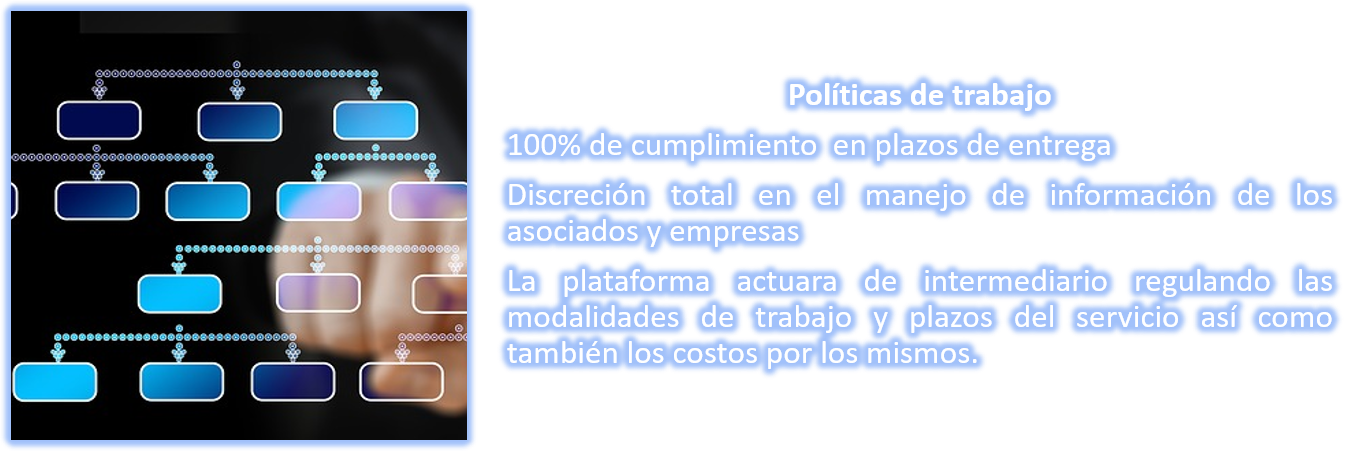 Políticas de trabajo
100% de cumplimiento en plazos de entrega
Discreción total en el manejo de información de los
asociados y empresas
La plataforma actuara de intermediario regulando las
modalidades de trabajo y plazos del servicio así como
también los costos por los mismos.